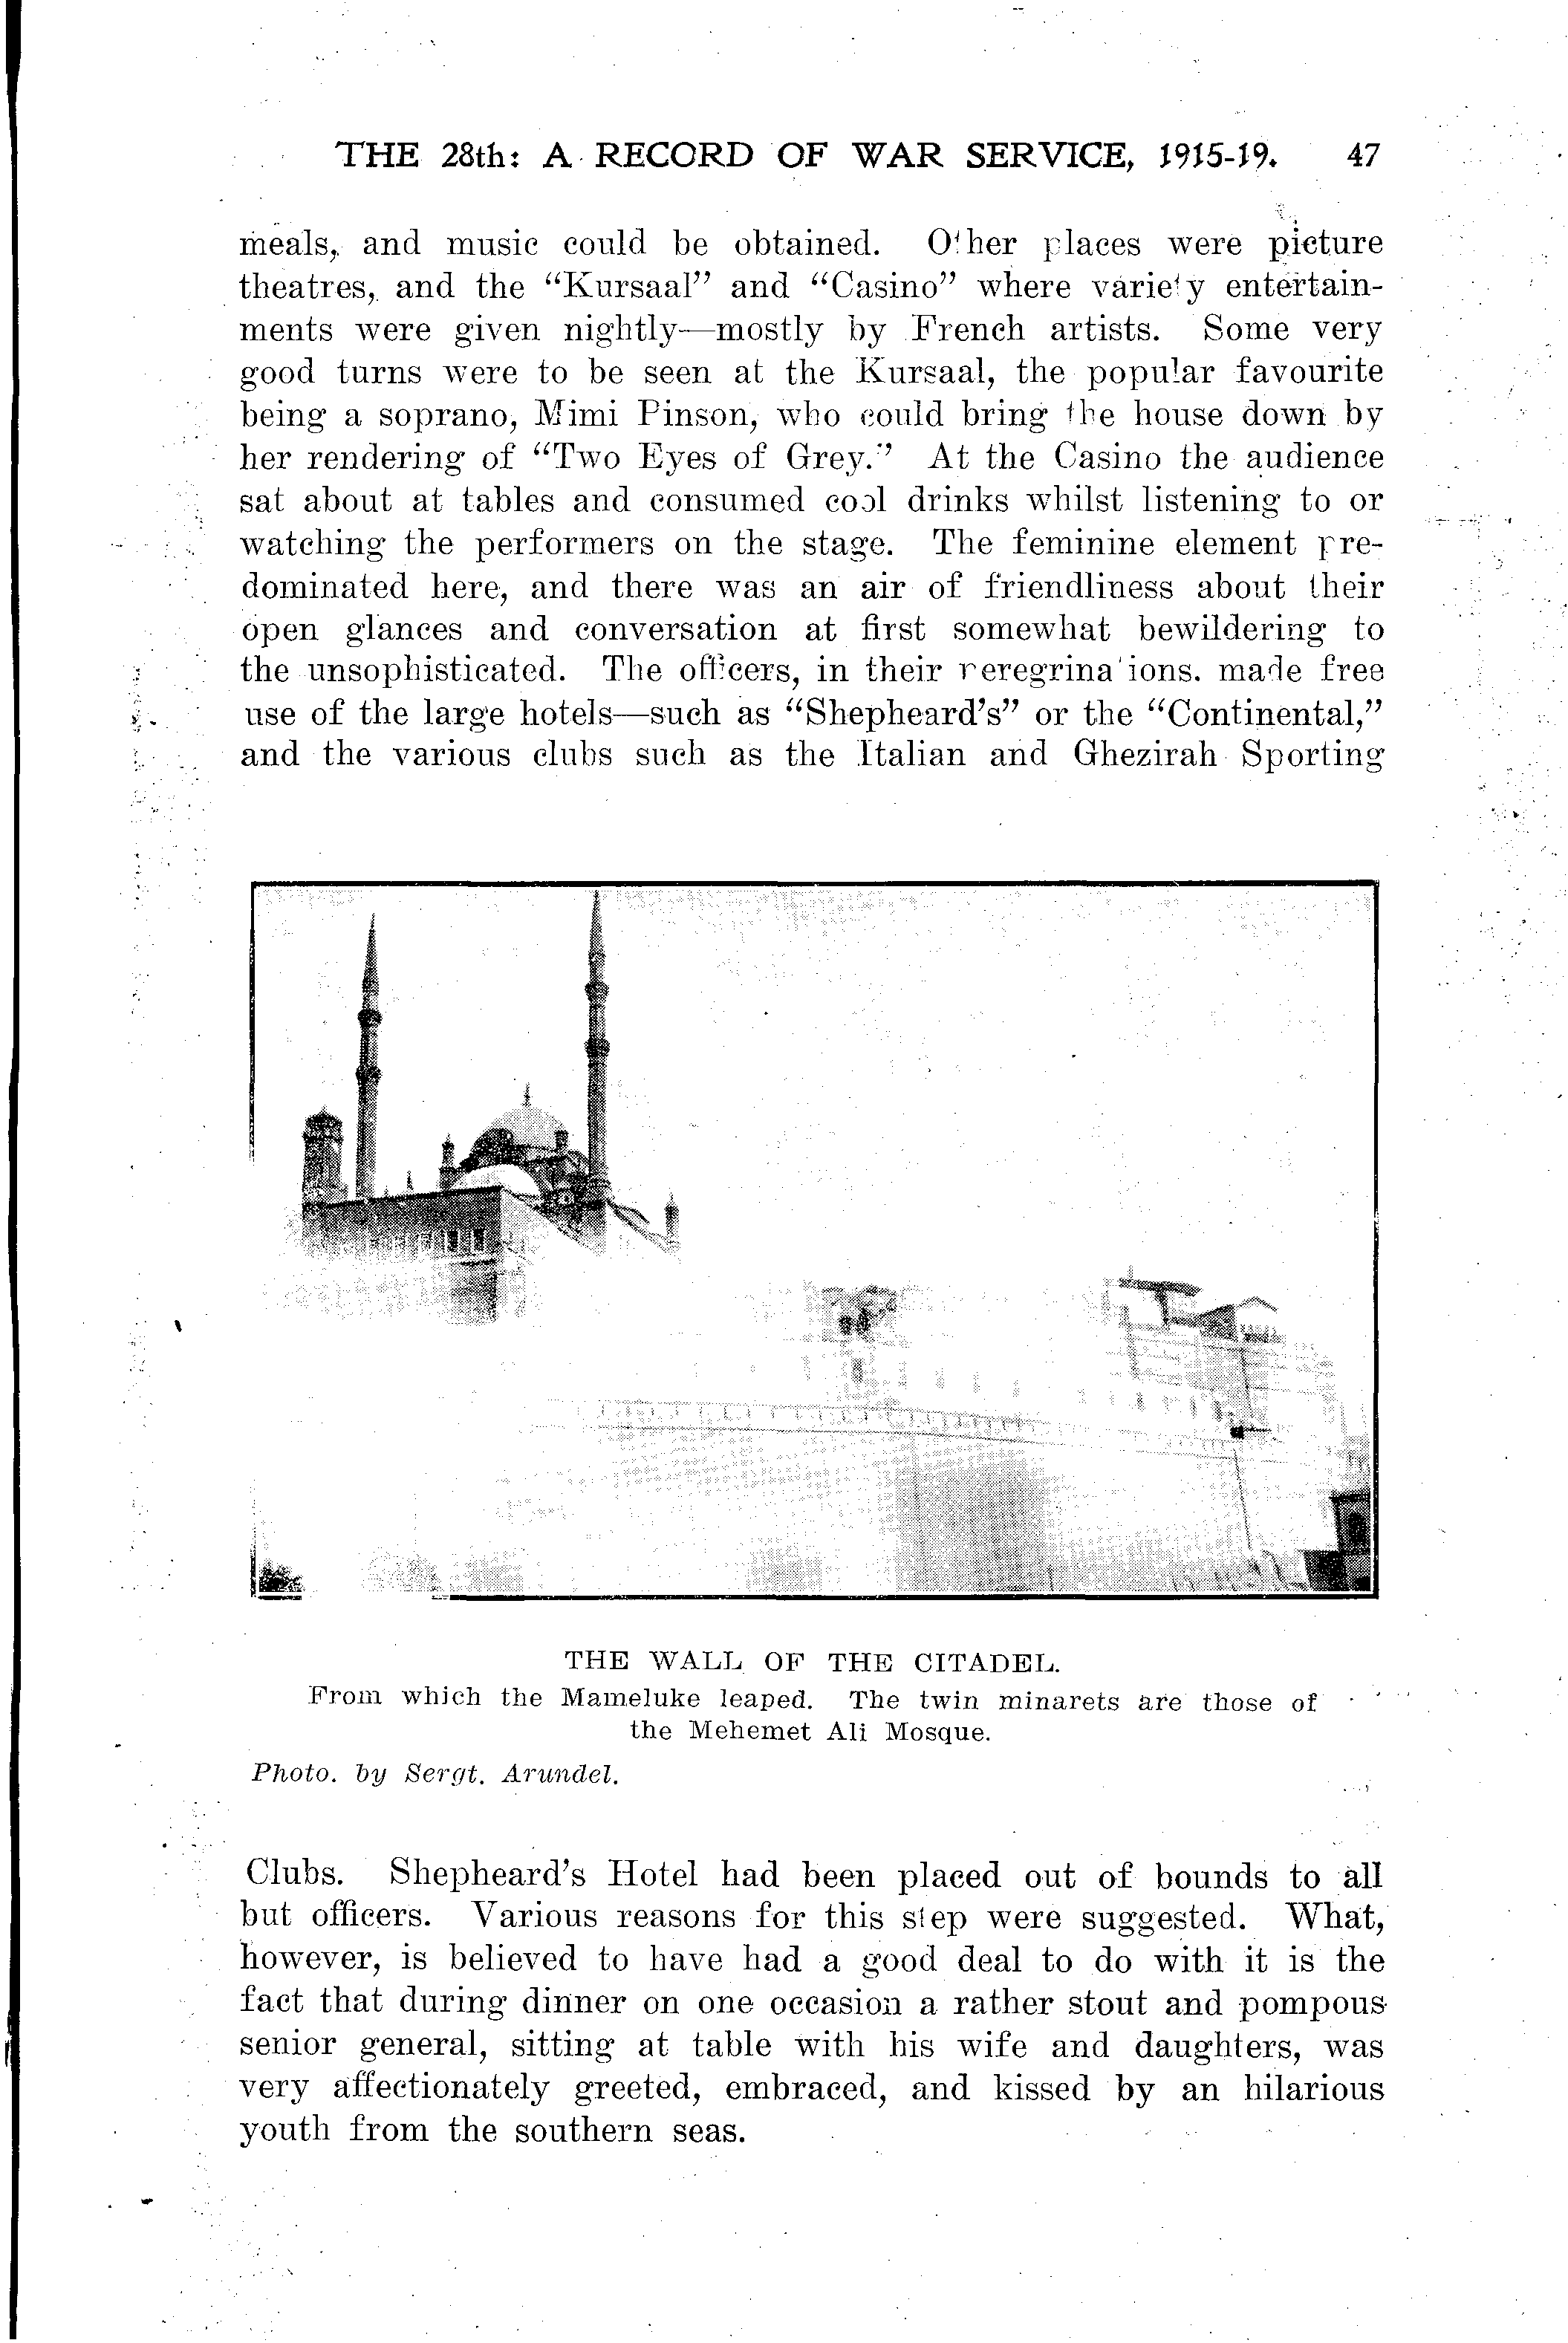 THE 28th: A RECORD OF WAR SERVICE, 1915-19. 47
meals, and music could be obtained. Other places were picture
theatres, and the “Kursaal” and “Casino” where variety entertain-
ments were given nightly—mostly by French artists. Some very
good turns were to be seen at the Kursaal, the popular favourite
being a soprano, Mimi Pinson, who could bring the house down by
her rendering of “Two Eyes of Grey.” At the Casino the audience
sat about at tables and consumed cool drinks whilst listening to or
watching the performers on the stage. The feminine element pre-
dominated here, and there was an air of friendliness about their
open glances and conversation at first somewhat bewildering to
the unsophisticated. The officers, in their peregrinations. made free
use of the large hotels—such as “Shepheard's” or the “Continental,”
and the various clubs such as the Italian and Ghezirah Sporting
THE WALL OF THE CITADEL.
From which the Mameluke leaped. The twin minarets are those of
the Mehemet Ali Mosque.
Photo. by Sergt. Arundel.
Clubs. Shepheard's Hotel had been placed out of bounds to all
but officers. Various reasons for this step were suggested. What,
however, is believed to have had a good deal to do with it is the
fact that during dinner on one occasion a rather stout and pompous
senior general, sitting at table with his wife and daughters, was
very affectionately greeted, embraced, and kissed by an hilarious
youth from the southern seas.